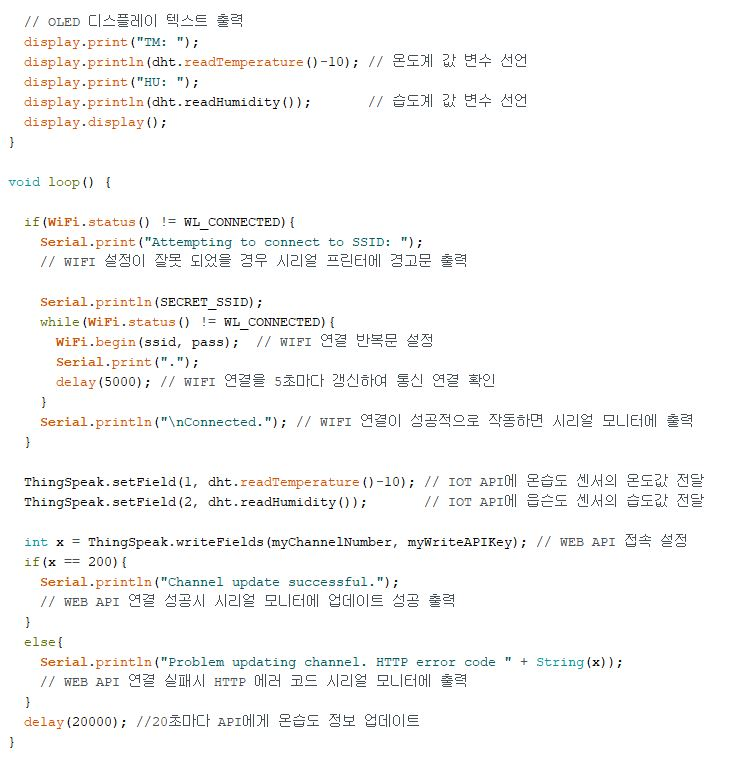 // OLED 디스플레이 텍스트 출력
display.print("TM: ");
display.println(dht.readTemperature()-10); // 온도계 값 변수 선언
display.print("HU: ");
display.println(dht.readHumidity()); // 습도계 값 변수 선언
display.display();
}
void loop() {
if(WiFi.status() != WL_CONNECTED){
Serial.print("Attempting to connect to SSID: ");
// WIFI 설정이 잘못 되었을 경우 시리얼 프린터에 경고문 출력
Serial.println(SECRET_SSID);
while(WiFi.status() != WL_CONNECTED){
WiFi.begin(ssid, pass); // WIFI 연결 반복문 설정
Serial.print(".");
delay(5000); // WIFI 연결을 5초마다 갱신하여 통신 연결 확인
}
Serial.println("\nConnected."); // WIFI 연결이 성공적으로 작동하면 시리얼 모니터에 출력
}
ThingSpeak.setField(1, dht.readTemperature()-10); // IOT API에 온습도 센서의 온도값 전달
ThingSpeak.setField(2, dht.readHumidity()); // IOT API에 읍슨도 센서의 습도값 전달
int x = ThingSpeak.writeFields(myChannelNumber, myWriteAPIKey); // WEB API 접속 설정
if(x == 200){
Serial.println("Channel update successful.");
// WEB API 연결 성공시 시리얼 모니터에 업데이트 성공 출력
}
else{
Serial.println("Problem updating channel. HTTP error code " + String(x));
// WEB API 연결 실패시 HTTP 에러 코드 시리얼 모니터에 출력
}
delay(20000); //20초마다 API에게 온습도 정보 업데이트
}